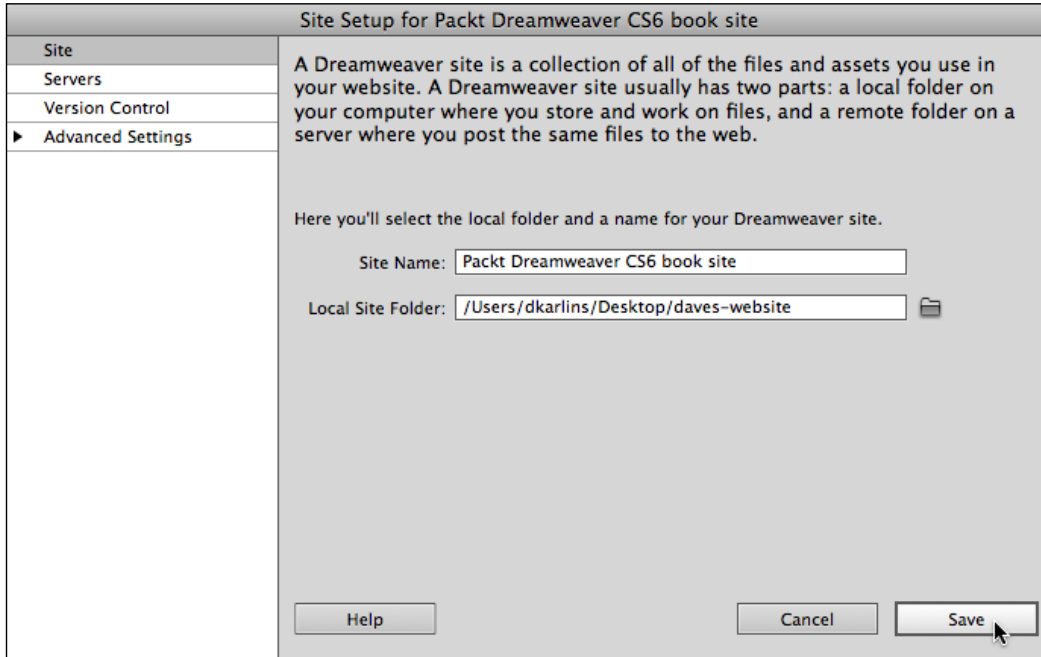 Site Setup for Packt Dreamweaver CS6 book site
Site
Servers
Version Control
Advanced Settings
A Dreamweaver site is a collection of all of the files and assets you use in
your website. A Dreamweaver site usually has two parts: a local folder on
your computer where you store and work on files, and a remote folder on a
server where you post the same files to the web.
Here you'll select the local folder and a name for your Dreamweaver site.
Site Name: Packt Dreamweaver CS6 book site
Local Site Folder: /Users/dkarlins/Desktop/daves-website
Help Cancel Save